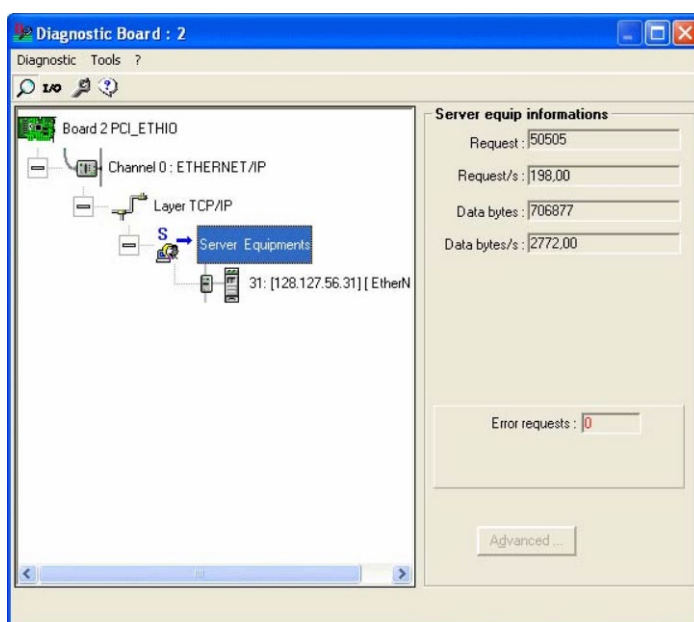 Diagnostic Board : 2
Diagnostic Tools ?
I/O
Board 2 PCI_ETHIO
Channel 0 : ETHERNET/IP
Layer TCP/IP
S
Server Equipments
31: [128.127.56.31] [ EtherN
Server equip informations
Request : 50505
Request/s : 198,00
Data bytes : 706877
Data bytes/s : 2772,00
Error requests : 0
Advanced ...